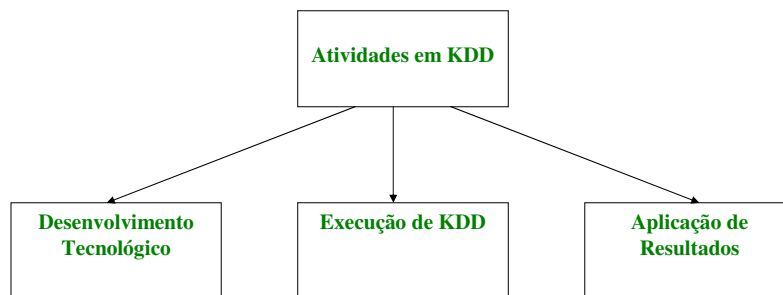 Atividades em KDD
Desenvolvimento
Tecnológico
Execução de KDD
Aplicação de
Resultados